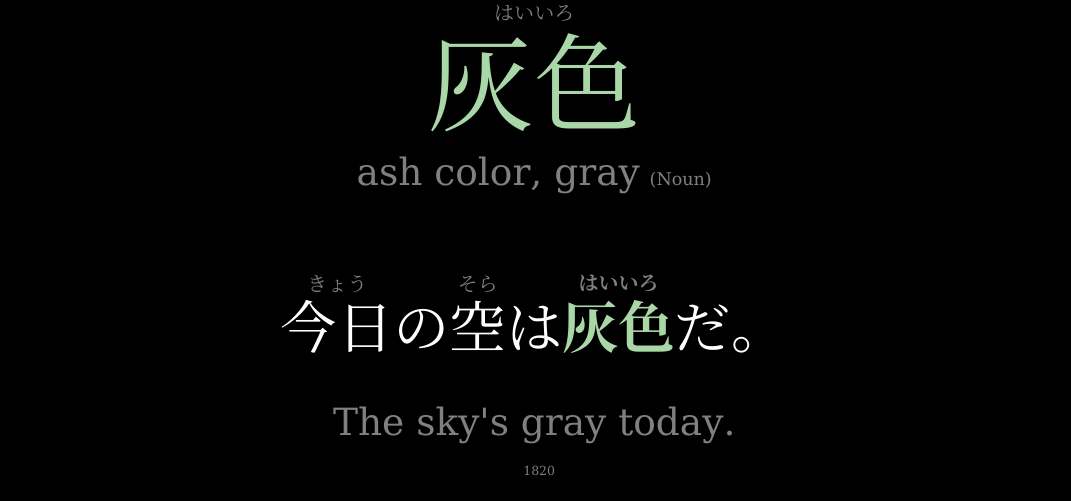 はいいろ
灰色
ash color, gray (Noun)
きょう そら はいいろ
今日の空は灰色だ。
The sky's gray today.
1820